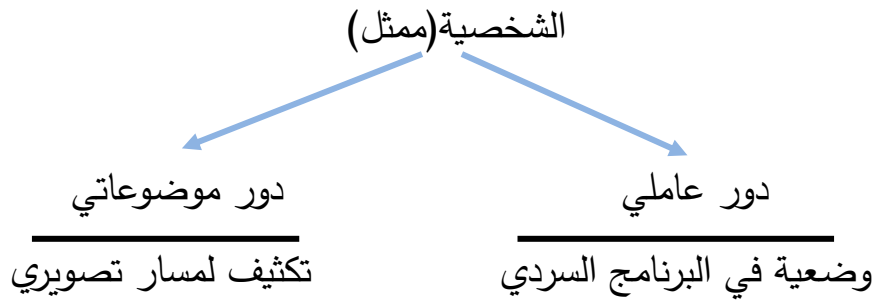 الشخصية(ممثل)
دور عاملي
دور موضوعاتي
وضعية في البرنامج السردي
تكثيف لمسار تصويري